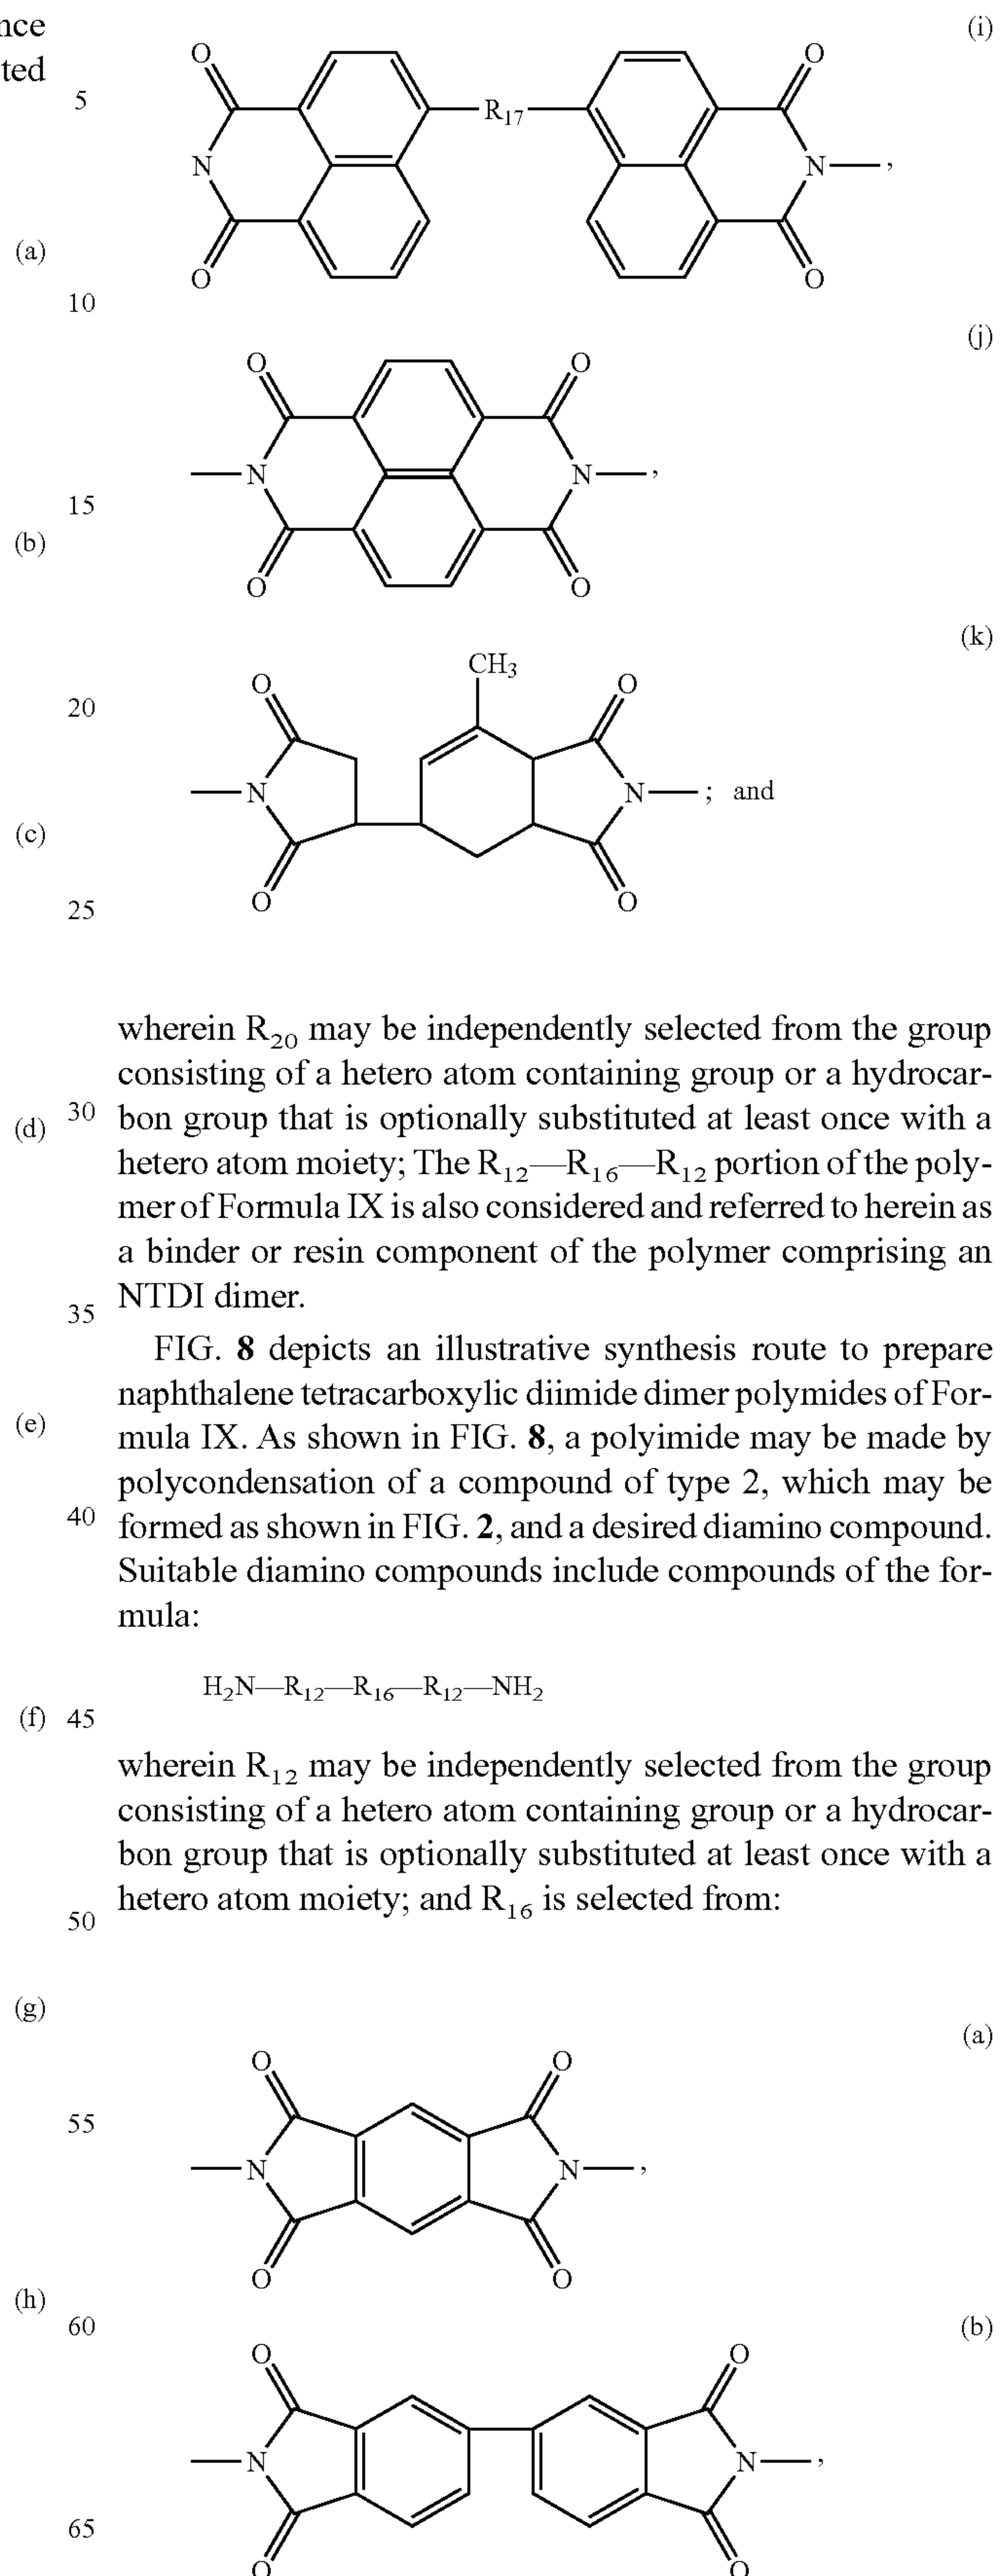 nce
ted
(i)
5
O
O
R17
N
N—,
O
O
(a)
10
(j)
O
O
15
—N
N—,
(b)
O
O
(k)
CH3
O
O
20
—N
N—; and
(c)
O
O
25
wherein R20 may be independently selected from the group
consisting of a hetero atom containing group or a hydrocar-
(d) 30 bon group that is optionally substituted at least once with a
hetero atom moiety; The R12—R16—R12 portion of the poly-
mer of Formula IX is also considered and referred to herein as
a binder or resin component of the polymer comprising an
35 NTDI dimer.
FIG. 8 depicts an illustrative synthesis route to prepare
(e) naphthalene tetracarboxylic diimide dimer polymides of For-
mula IX. As shown in FIG. 8, a polyimide may be made by
polycondensation of a compound of type 2, which may be
40 formed as shown in FIG. 2, and a desired diamino compound.
Suitable diamino compounds include compounds of the for-
mula:
H2N—R12—R16—R12—NH2
(f) 45
wherein R12 may be independently selected from the group
consisting of a hetero atom containing group or a hydrocar-
bon group that is optionally substituted at least once with a
hetero atom moiety; and R16 is selected from:
50
(g)
(a)
O
O
55
—N
N—,
O
O
(h)
60
(b)
O
O
—N
N—,
65
O
O